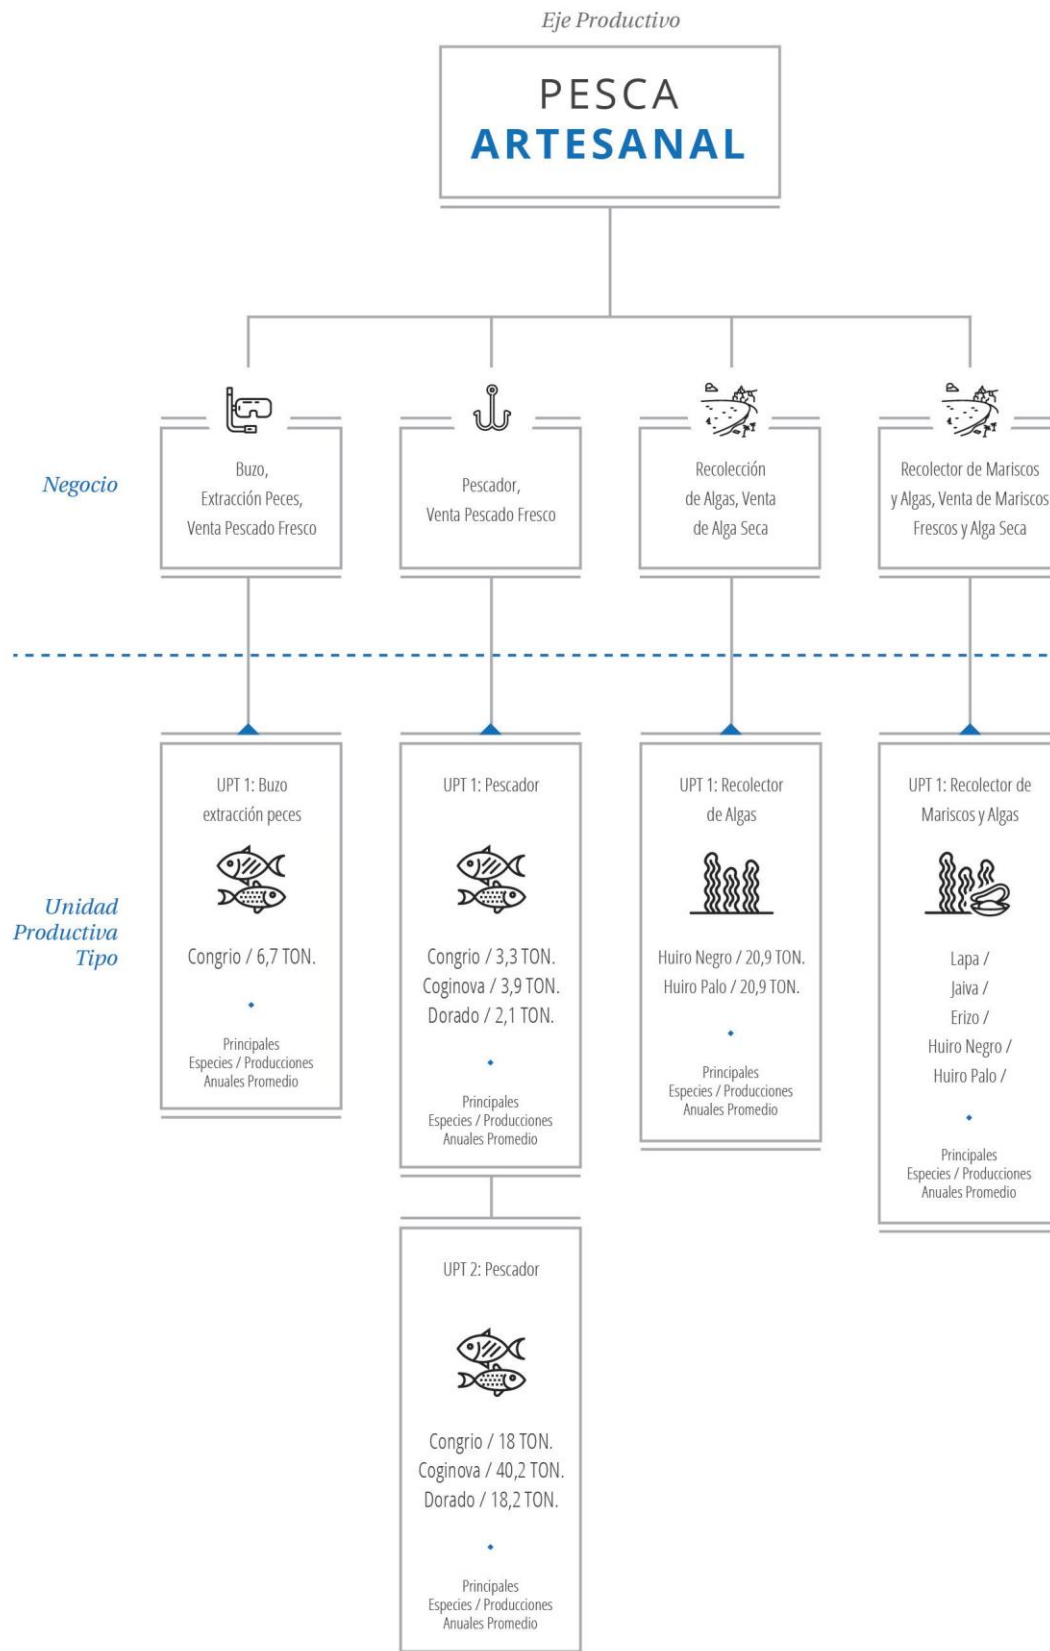 Eje Productivo
PESCA
ARTESANAL
Negocio
Buzo,
Extracción Peces,
Venta Pescado Fresco
Pescador,
Venta Pescado Fresco
Recolección
de Algas, Venta
de Alga Seca
Recolector de Mariscos
y Algas, Venta de Mariscos
Frescos y Alga Seca
Unidad
Productiva
Tipo
UPT 1: Buzo
extracción peces
Congrio / 6,7 TON.
Principales
Especies / Producciones
Anuales Promedio
UPT 1: Pescador
Congrio / 3,3 TON.
Coginova / 3,9 TON.
Dorado / 2,1 TON.
Principales
Especies / Producciones
Anuales Promedio
UPT 1: Recolector
de Algas
Huiro Negro / 20,9 TON.
Huiro Palo / 20,9 TON.
Principales
Especies / Producciones
Anuales Promedio
UPT 1: Recolector de
Mariscos y Algas
Lapa /
Jaiva /
Erizo /
Huiro Negro /
Huiro Palo /
Principales
Especies / Producciones
Anuales Promedio
UPT 2: Pescador
Congrio / 18 TON.
Coginova / 40,2 TON.
Dorado / 18,2 TON.
Principales
Especies / Producciones
Anuales Promedio